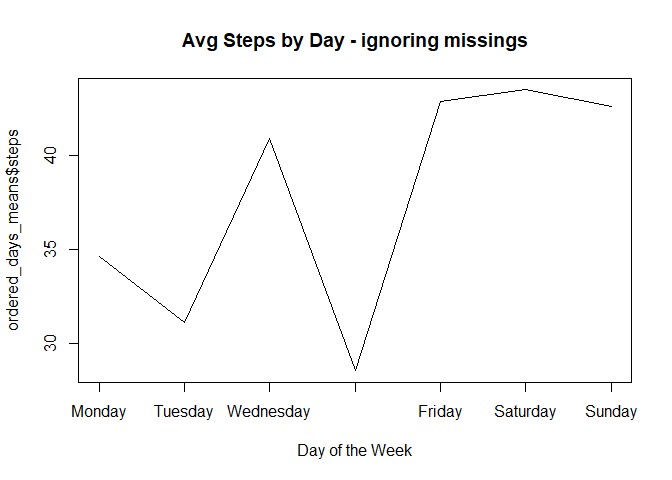 Avg Steps by Day - ignoring missings
ordered_days_means$steps
40
35
30
Monday Tuesday Wednesday Friday Saturday Sunday
Day of the Week